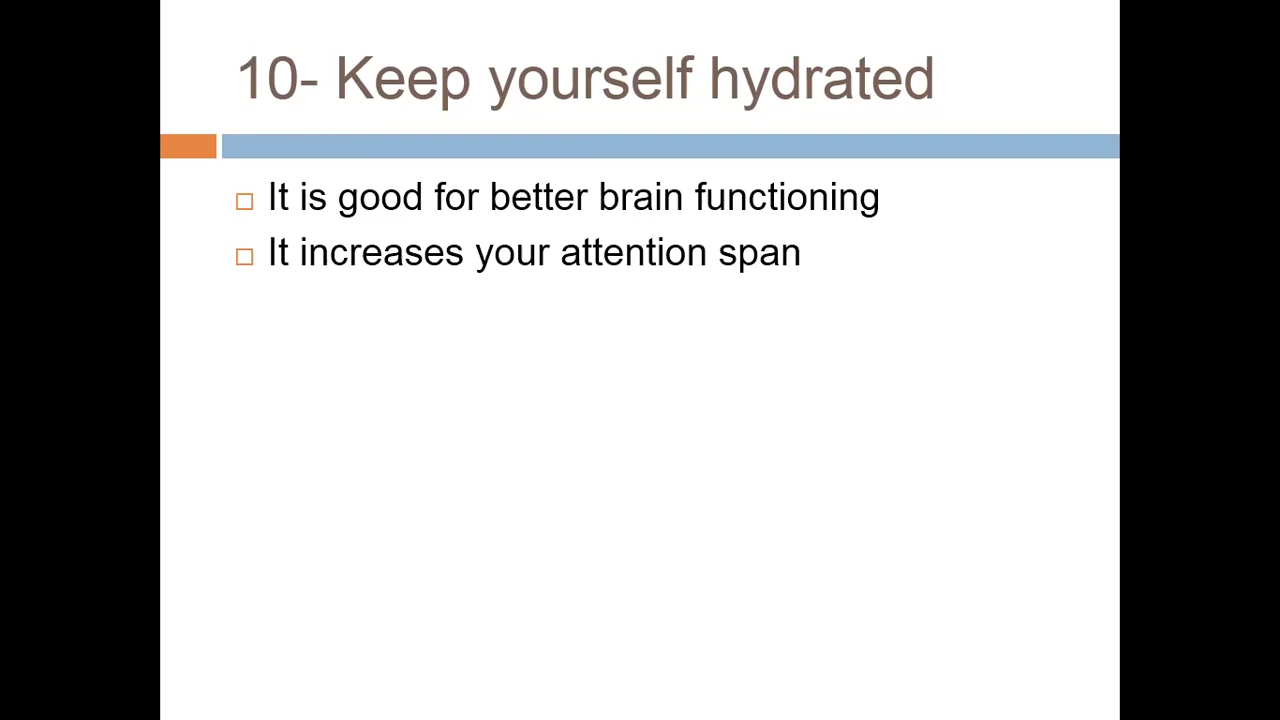 10- Keep yourself hydrated
It is good for better brain functioning
It increases your attention span